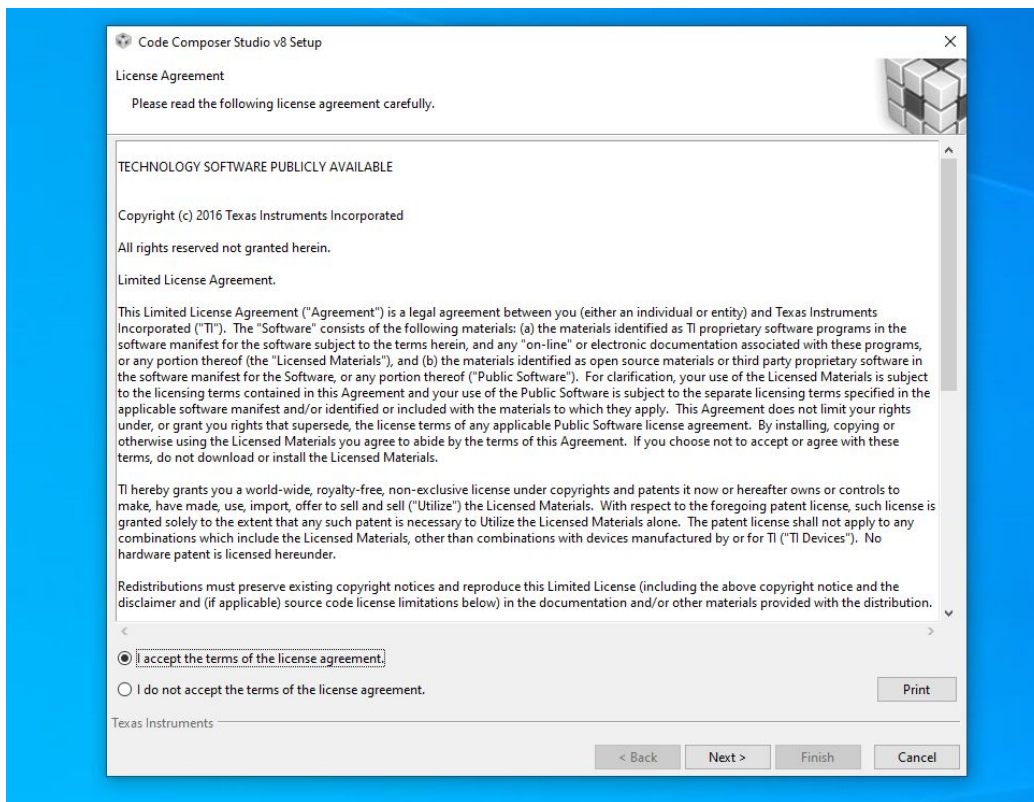 Code Composer Studio v8 Setup
License Agreement
Please read the following license agreement carefully.
TECHNOLOGY SOFTWARE PUBLICLY AVAILABLE
Copyright (c) 2016 Texas Instruments Incorporated
All rights reserved not granted herein.
Limited License Agreement.
This Limited License Agreement ("Agreement") is a legal agreement between you (either an individual or entity) and Texas Instruments
Incorporated ("TI").  The "Software" consists of the following materials: (a) the materials identified as TI proprietary software programs in the
software manifest for the software subject to the terms herein, and any "on-line" or electronic documentation associated with these programs,
or any portion thereof (the "Licensed Materials"), and (b) the materials identified as open source materials or third party proprietary software in
the software manifest for the Software, or any portion thereof ("Public Software").  For clarification, your use of the Licensed Materials is subject
to the licensing terms contained in this Agreement and your use of the Public Software is subject to the separate licensing terms specified in the
applicable software manifest and/or identified or included with the materials to which they apply.  This Agreement does not limit your rights
under, or grant you rights that supersede, the license terms of any applicable Public Software license agreement.  By installing, copying or
otherwise using the Licensed Materials you agree to abide by the terms of this Agreement.  If you choose not to accept or agree with these
terms, do not download or install the Licensed Materials.
TI hereby grants you a world-wide, royalty-free, non-exclusive license under copyrights and patents it now or hereafter owns or controls to
make, have made, use, import, offer to sell and sell ("Utilize") the Licensed Materials.  With respect to the foregoing patent license, such license is
granted solely to the extent that any such patent is necessary to Utilize the Licensed Materials alone.  The patent license shall not apply to any
combinations which include the Licensed Materials, other than combinations with devices manufactured by or for TI ("TI Devices").  No
hardware patent is licensed hereunder.
Redistributions must preserve existing copyright notices and reproduce this Limited License (including the above copyright notice and the
disclaimer and (if applicable) source code license limitations below) in the documentation and/or other materials provided with the distribution.
I accept the terms of the license agreement.
I do not accept the terms of the license agreement.
Print
Texas Instruments
< Back
Next >
Finish
Cancel